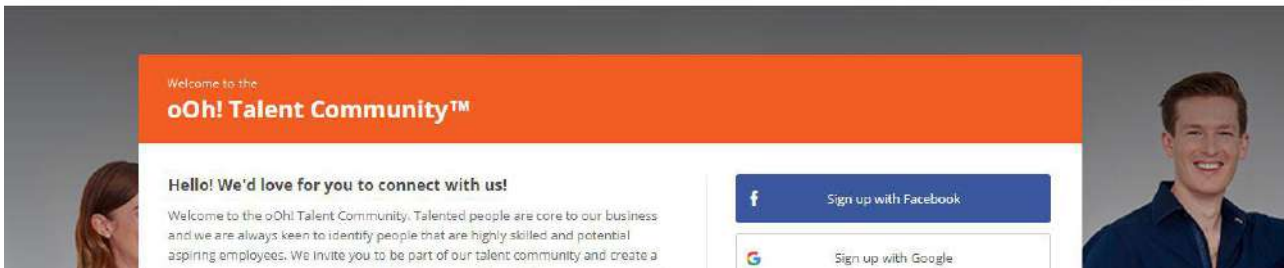 Welcome to the
oOh! Talent Community™
Hello! We'd love for you to connect with us!
Welcome to the oOh! Talent Community. Talented people are core to our business
and we are always keen to identify people that are highly skilled and potential
aspiring employees. We invite you to be part of our talent community and create a
f
Sign up with Facebook
G
Sign up with Google